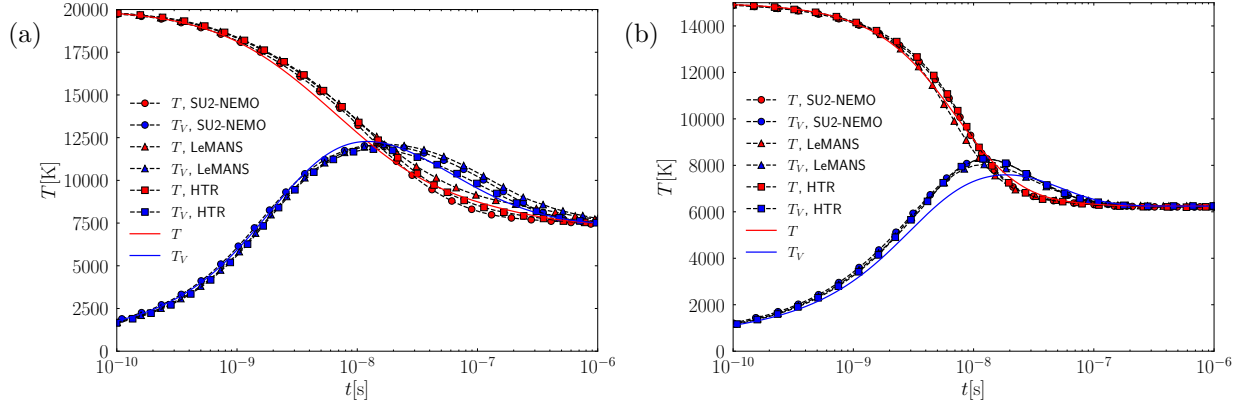 (a)
20000
17500
15000
12500
10000
7500
5000
2500
0
T[K]
T, SU2-NEMO
T_V, SU2-NEMO
T, LeMANS
T_V, LeMANS
T, HTR
T_V, HTR
T
T_V
10⁻¹⁰ 10⁻⁹ 10⁻⁸ 10⁻⁷ 10⁻⁶
t[s]
(b)
14000
12000
10000
8000
6000
4000
2000
0
T[K]
T, SU2-NEMO
T_V, SU2-NEMO
T, LeMANS
T_V, LeMANS
T, HTR
T_V, HTR
T
T_V
10⁻¹⁰ 10⁻⁹ 10⁻⁸ 10⁻⁷ 10⁻⁶
t[s]